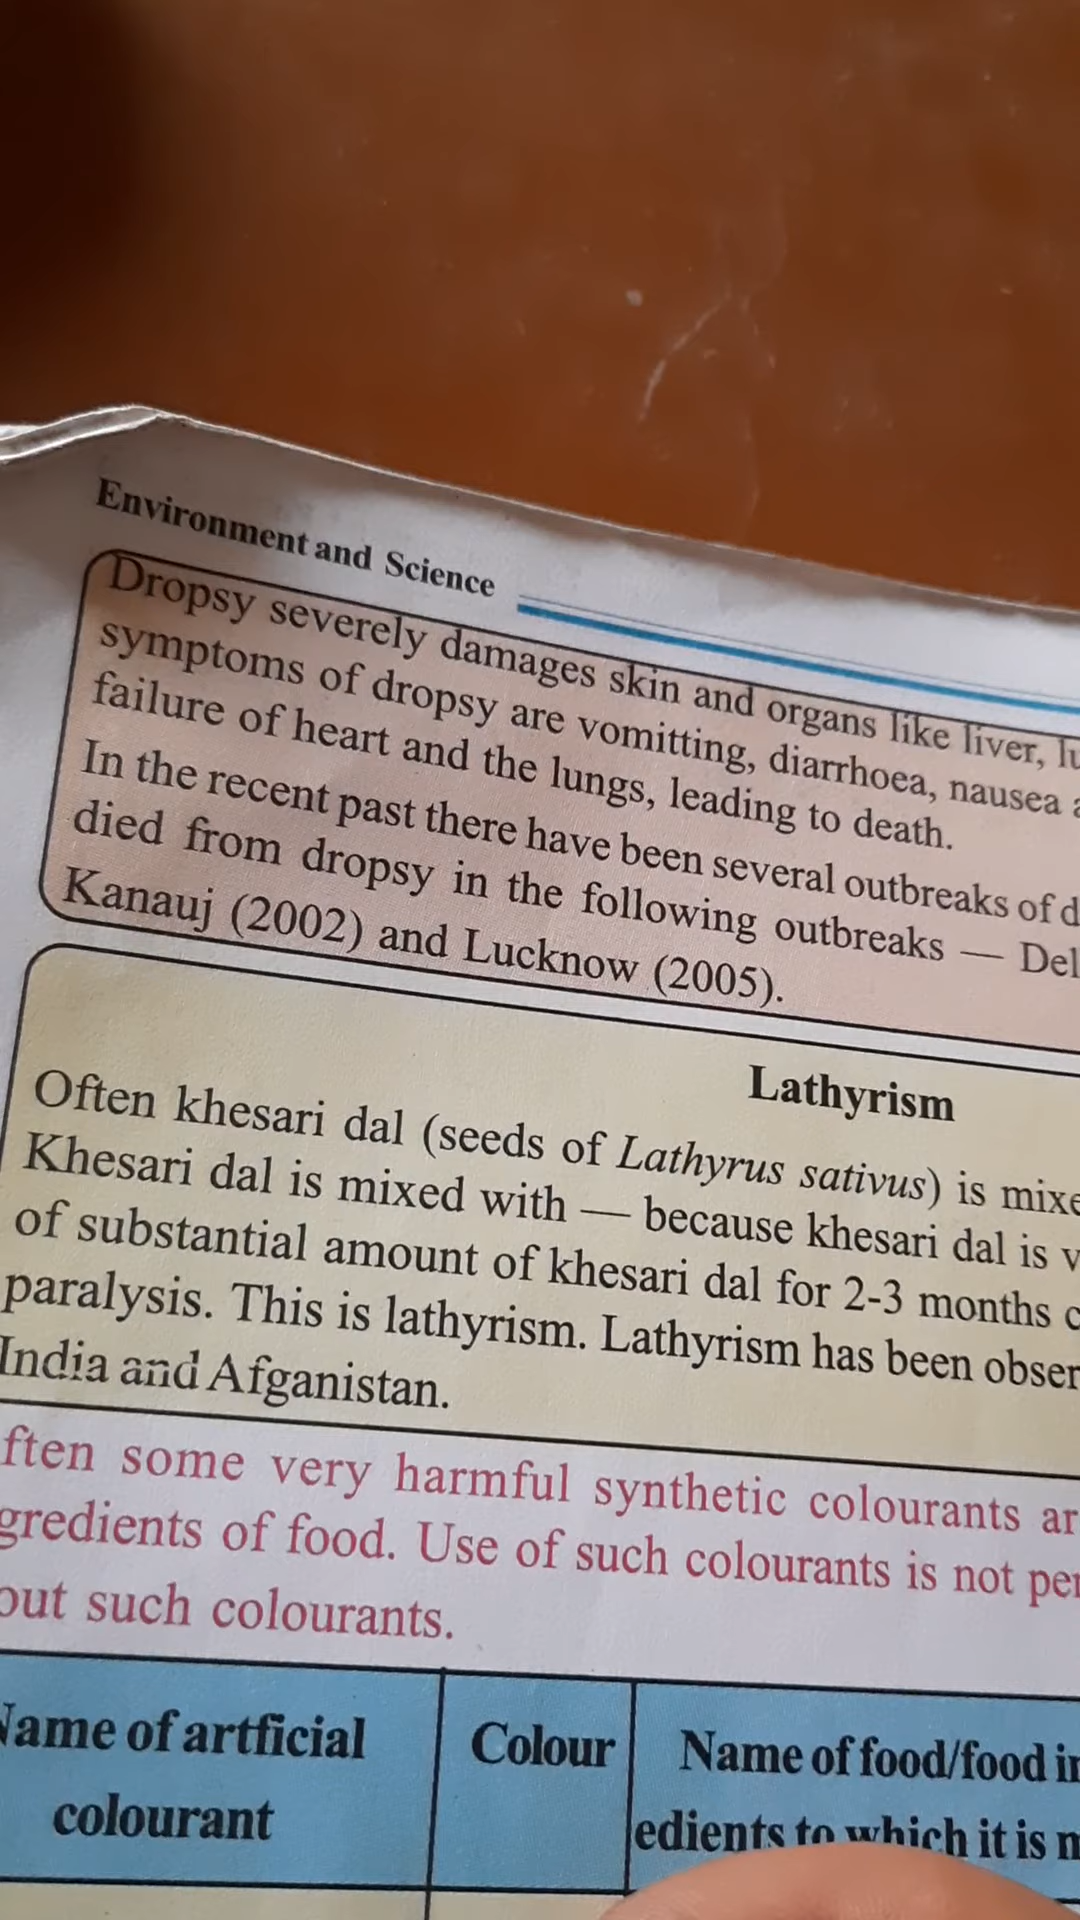 Environment and Science
Dropsy severely damages skin and organs like liver,
symptoms of dropsy are vomitting, diarrhoea, nausea
failure of heart and the lungs, leading to death.
In the recent past there have been several outbreaks of
died from dropsy in the following outbreaks —
Kanauj (2002) and Lucknow (2005).
Lathyrism
Often khesari dal (seeds of Lathyrus sativus) is
Khesari dal is mixed with — because khesari dal is
of substantial amount of khesari dal for 2-3 months
paralysis. This is lathyrism. Lathyrism has been
India and Afganistan.
some very harmful synthetic colourants
of food. Use of such colourants is not
such colourants.
Name of artficial
colourant
Colour
Name of food/food
edients to which it is